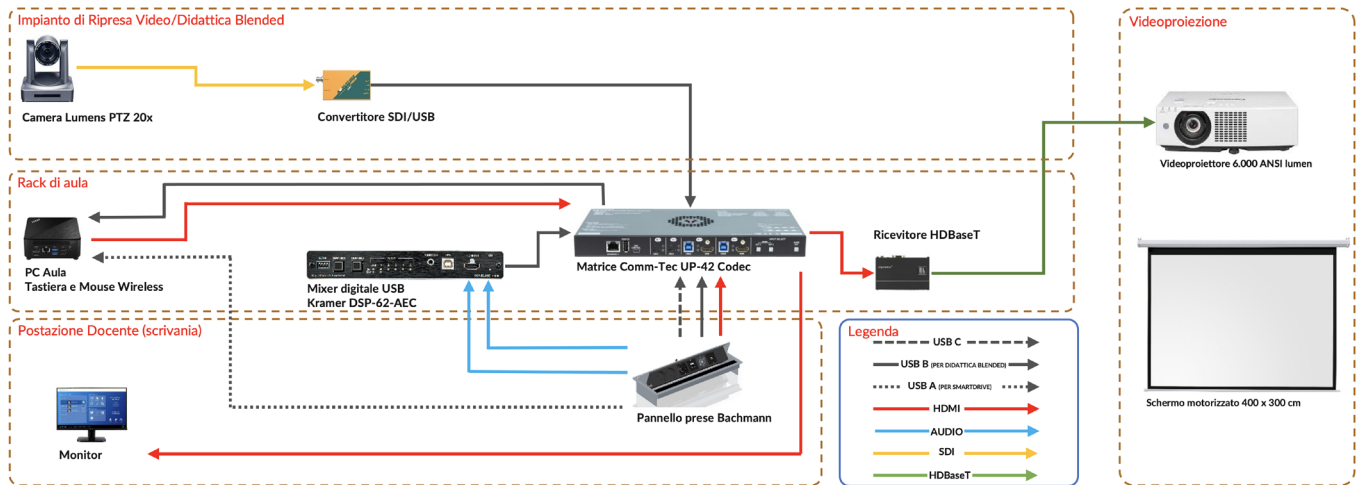 Impianto di Ripresa Video/Didattica Blended
Camera Lumens PTZ 20x
Convertitore SDI/USB
Videoproiezione
Videoproiettore 6.000 ANSI lumen
Schermo motorizzato 400 x 300 cm
Rack di aula
PC Aula
Tastiera e Mouse Wireless
Mixer digitale USB
Kramer DSP-62-AEC
Matrice Comm-Tec UP-42 Codec
Ricevitore HDBaseT
Postazione Docente (scrivania)
Monitor
Pannello prese Bachmann
Legenda
USB C
USB B (PER DIDATTICA BLENDED)
USB A (PER SMARTDRIVE)
HDMI
AUDIO
SDI
HDBaseT